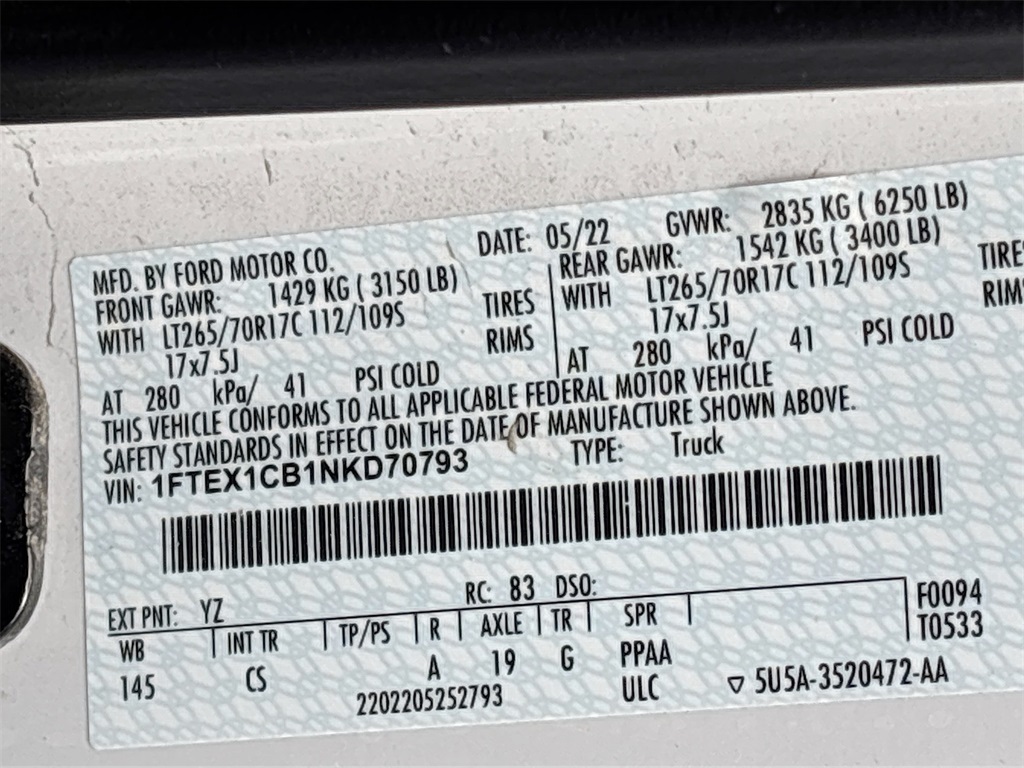 MFD. BY FORD MOTOR CO.
DATE: 05/22
GVWR: 2835 KG ( 6250 LB)
FRONT GAWR: 1429 KG ( 3150 LB)
REAR GAWR: 1542 KG ( 3400 LB)
WITH LT265/70R17C 112/109S TIRES
WITH LT265/70R17C 112/109S TIRE
17x7.5J RIMS
17x7.5J RIM
AT 280 kPa/ 41 PSI COLD
AT 280 kPa/ 41 PSI COLD
THIS VEHICLE CONFORMS TO ALL APPLICABLE FEDERAL MOTOR VEHICLE
SAFETY STANDARDS IN EFFECT ON THE DATE OF MANUFACTURE SHOWN ABOVE.
VIN: 1FTEX1CB1NKD70793
TYPE: Truck
EXT PNT: YZ RC: 83 DSO:
WB INT TR TP/PS R AXLE TR SPR
F0094
T0533
145 CS A 19 G PPAA
2202205252793 ULC
5U5A-3520472-AA